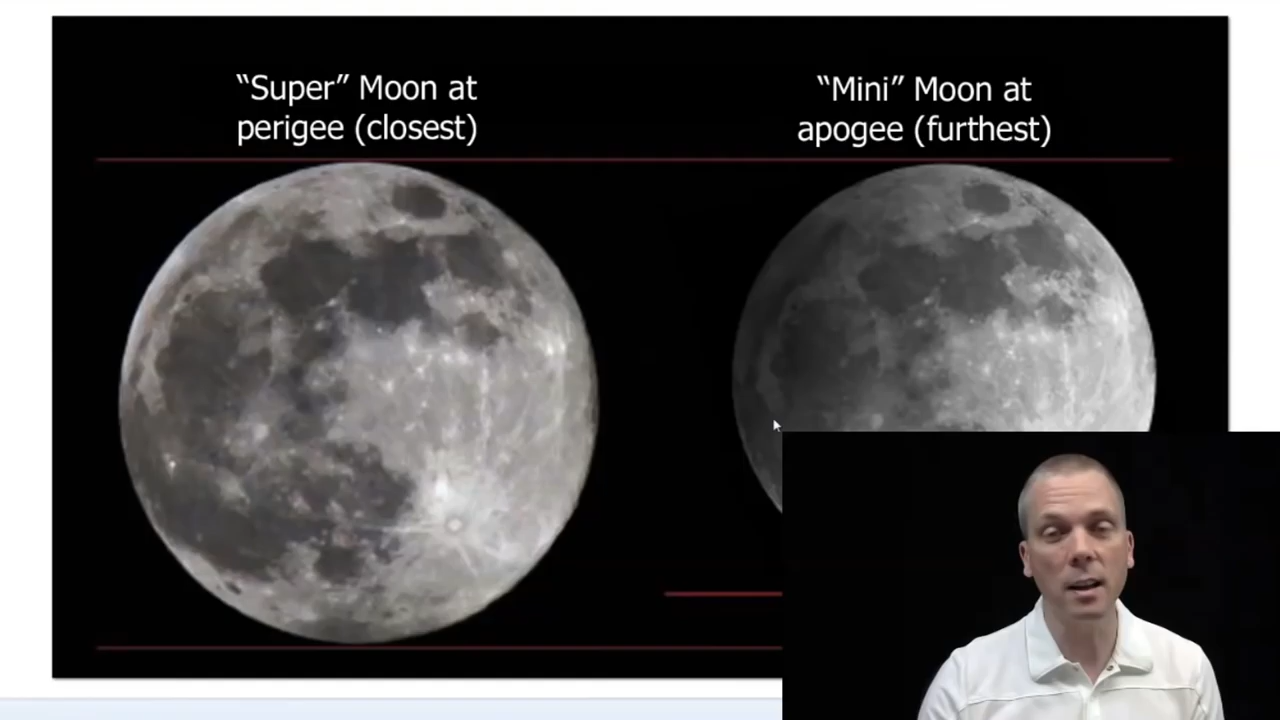 “Super” Moon at
perigee (closest)
“Mini” Moon at
apogee (furthest)